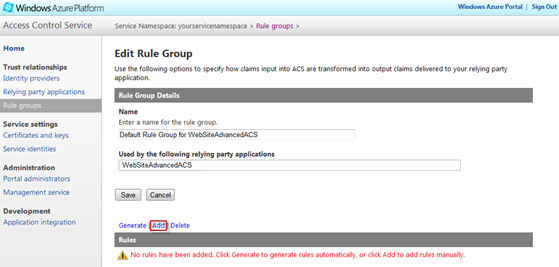 Windows Azure Platform
Windows Azure Portal | Sign Out
Access Control Service
Service Namespace: yourservicenamespace > Rule groups >
Home
Trust relationships
Identity providers
Relying party applications
Rule groups
Service settings
Certificates and keys
Service identities
Administration
Portal administrators
Management service
Development
Application integration
Edit Rule Group
Use the following options to specify how claims input into ACS are transformed into output claims delivered to your relying party
application.
Rule Group Details
Name
Enter a name for the rule group.
Default Rule Group for WebSiteAdvancedACS
Used by the following relying party applications
WebSiteAdvancedACS
Save Cancel
Generate Add Delete
Rules
No rules have been added. Click Generate to generate rules automatically, or click Add to add rules manually.